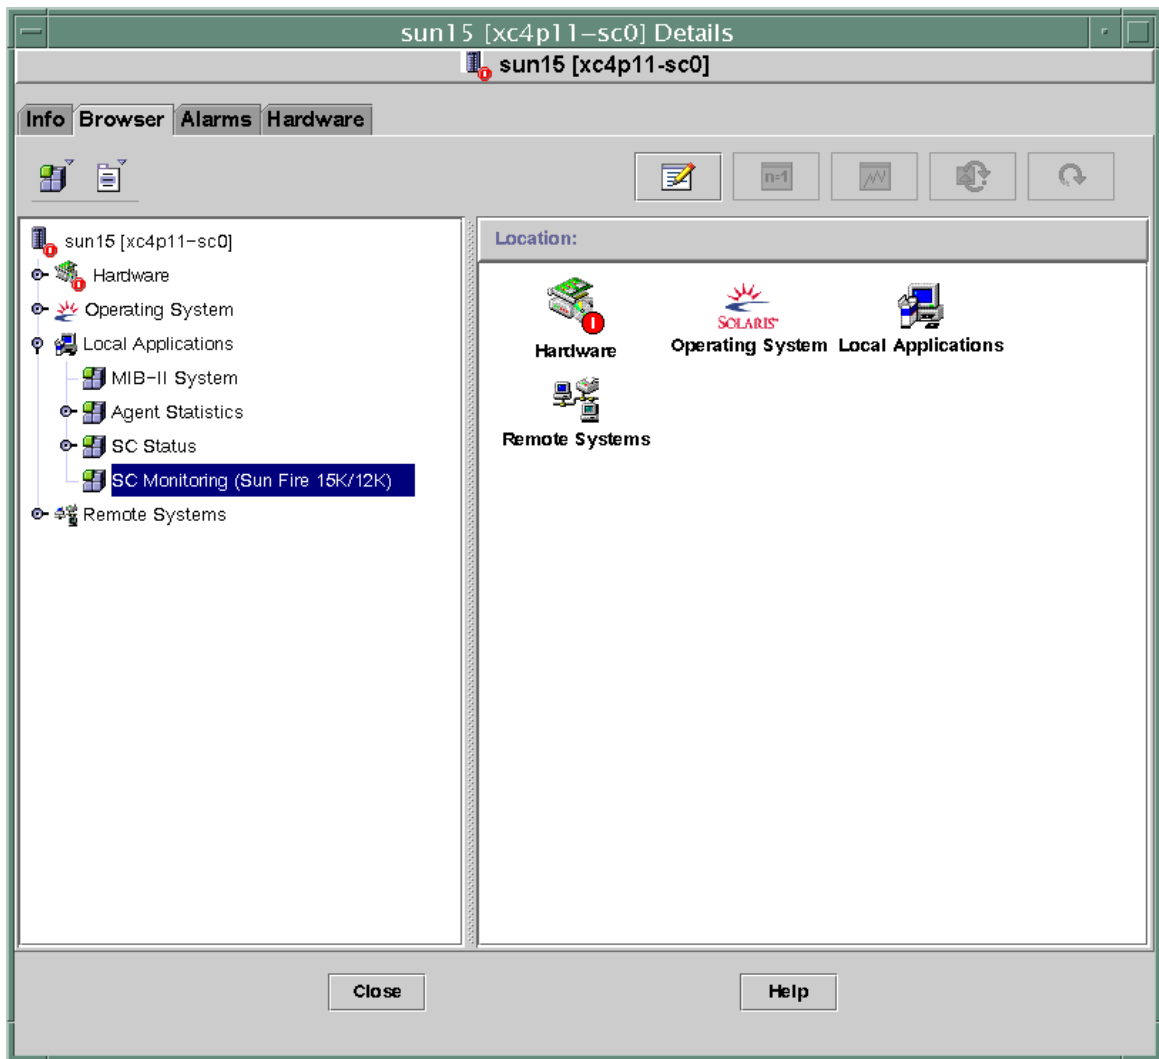 sun15 [xc4p11-sc0] Details
sun15 [xc4p11-sc0]
Info Browser Alarms Hardware
n=1
sun15 [xc4p11-sc0]
Hardware
Operating System
Local Applications
MIB-II System
Agent Statistics
SC Status
SC Monitoring (Sun Fire 15K/12K)
Remote Systems
Location:
SOLARIS
Hardware
Operating System
Local Applications
Remote Systems
Close
Help